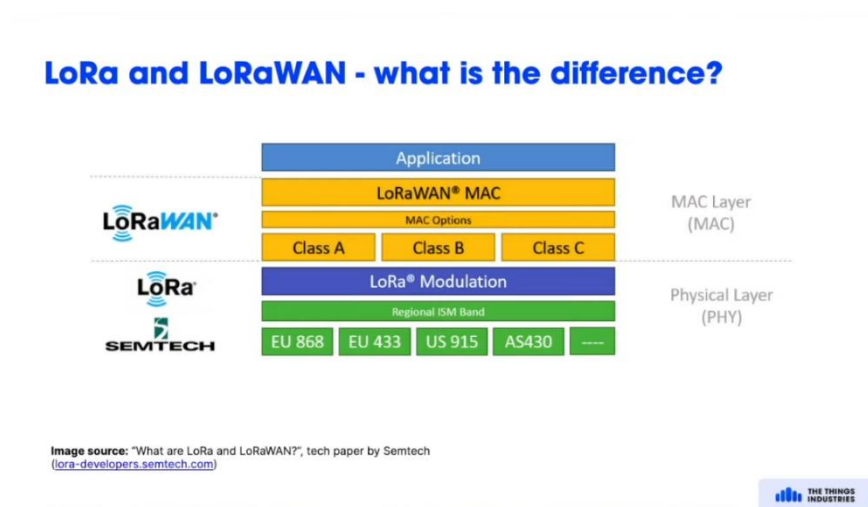 LoRa and LoRaWAN - what is the difference?
Application
LoRaWAN® MAC
MAC Options
Class A
Class B
Class C
LoRaWAN®
MAC Layer
(MAC)
LoRa® Modulation
Regional ISM Band
EU 868
EU 433
US 915
AS430
----
LoRa®
SEMTECH
Physical Layer
(PHY)
Image source: "What are LoRa and LoRaWAN?", tech paper by Semtech
(lora-developers.semtech.com)
THE THINGS
INDUSTRIES